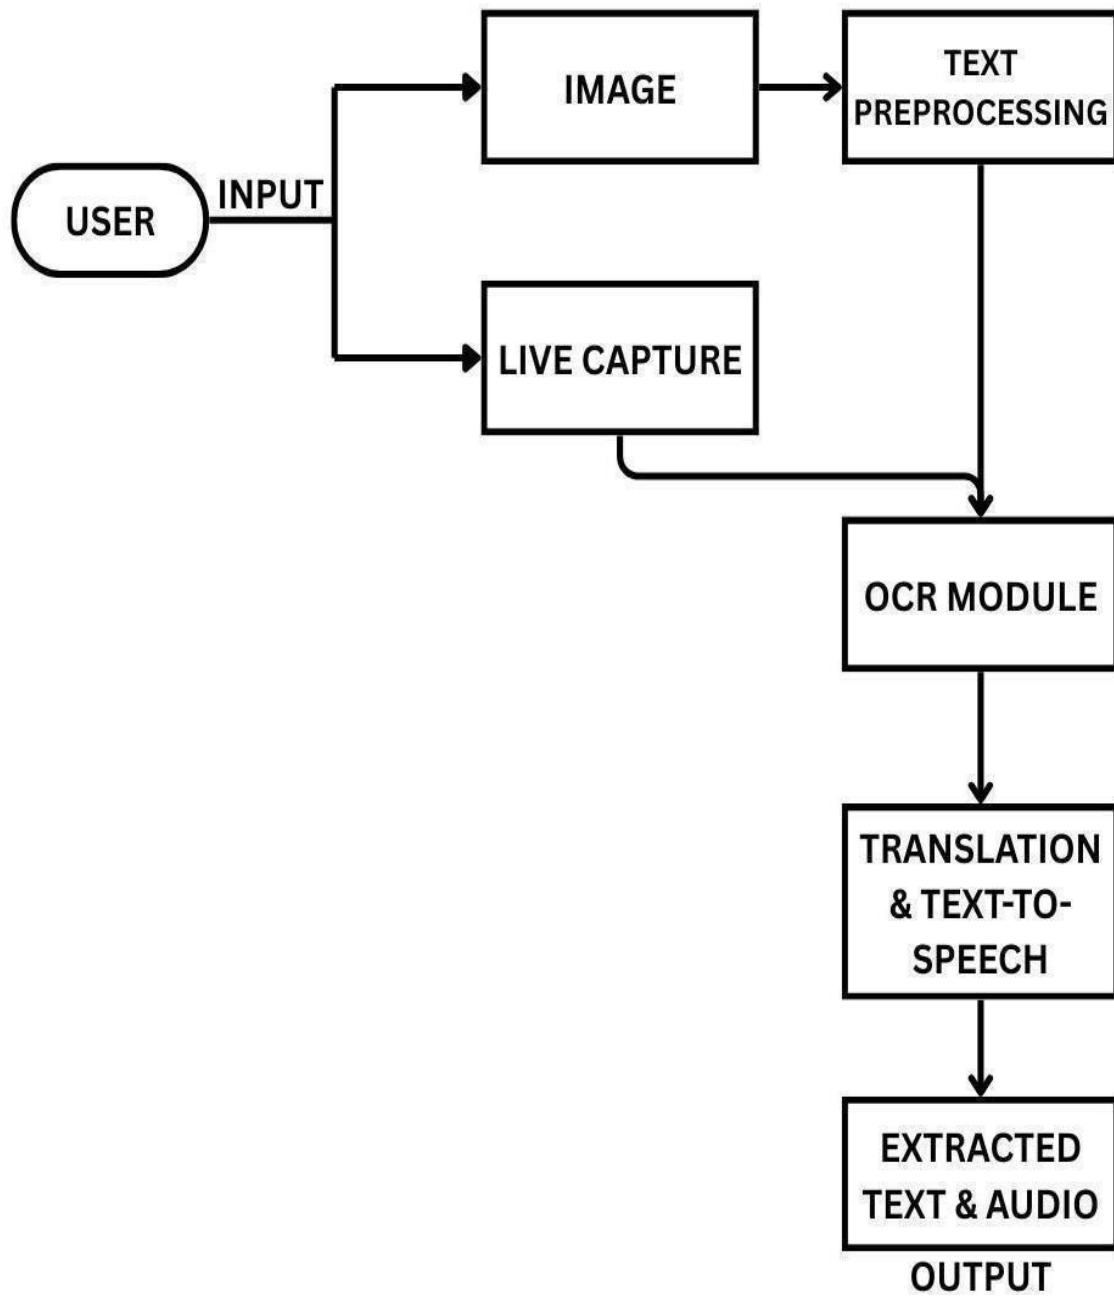 IMAGE
TEXT
PREPROCESSING
USER
INPUT
LIVE CAPTURE
OCR MODULE
TRANSLATION
& TEXT-TO-
SPEECH
EXTRACTED
TEXT & AUDIO
OUTPUT